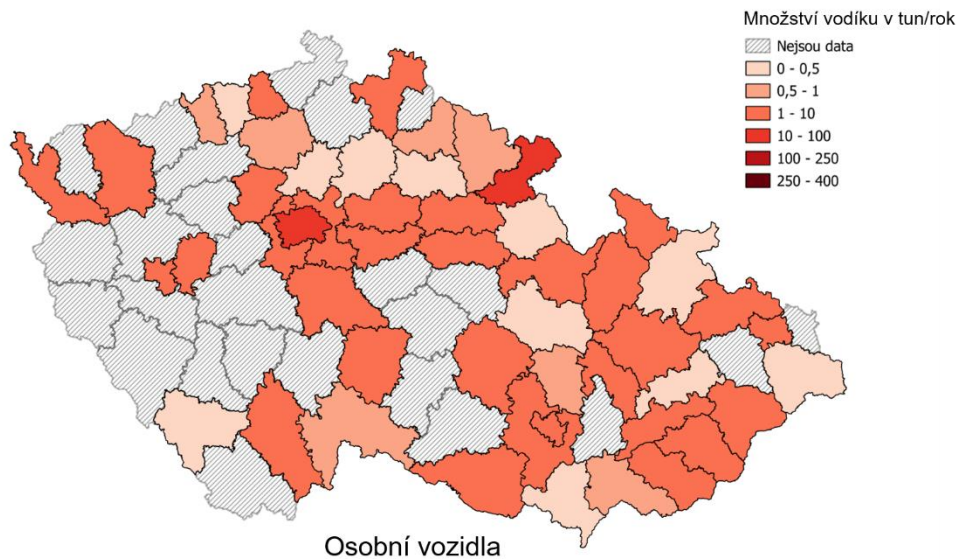 Množství vodíku v tun/rok
Nejsou data
0 - 0,5
0,5 - 1
1 - 10
10 - 100
100 - 250
250 - 400
Osobní vozidla